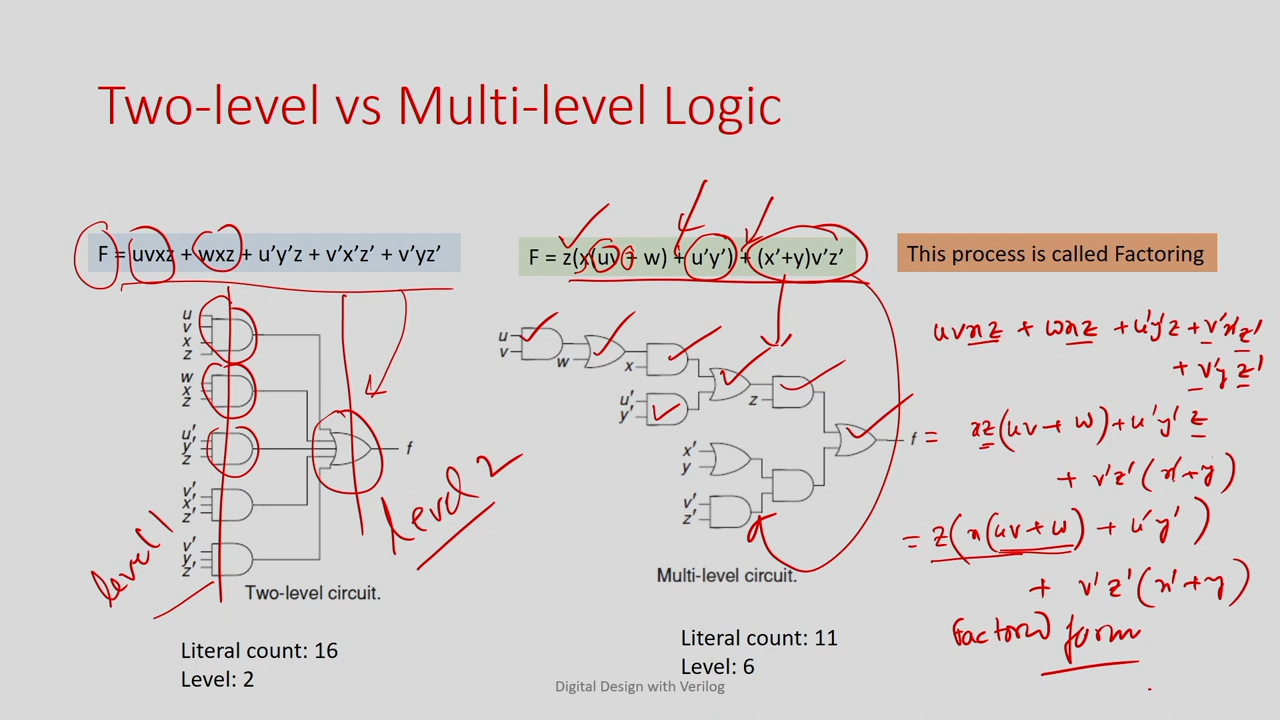 Two-level vs Multi-level Logic
F = uvxz + wxz + u'y'z + v'x'z' + v'yz'
F = z(x(uv + w) + u'y') + (x'+y)v'z'
This process is called Factoring
u
v
x
z
w
x
z
u'
y'
z
v'
x'
z'
v'
y
z'
f
level 1
level 2
Two-level circuit.
Literal count: 16
Level: 2
u
v
w
x
u'
y'
z
x'
y
v'
z'
f
Multi-level circuit.
Literal count: 11
Level: 6
uvxz + wxz + u'y'z + v'x'z'
+ v'yz'
= xz(uv + w) + u'y'z
+ v'z'(x'+y)
= z(x(uv+w) + u'y')
+ v'z'(x'+y)
Factored form
Digital Design with Verilog